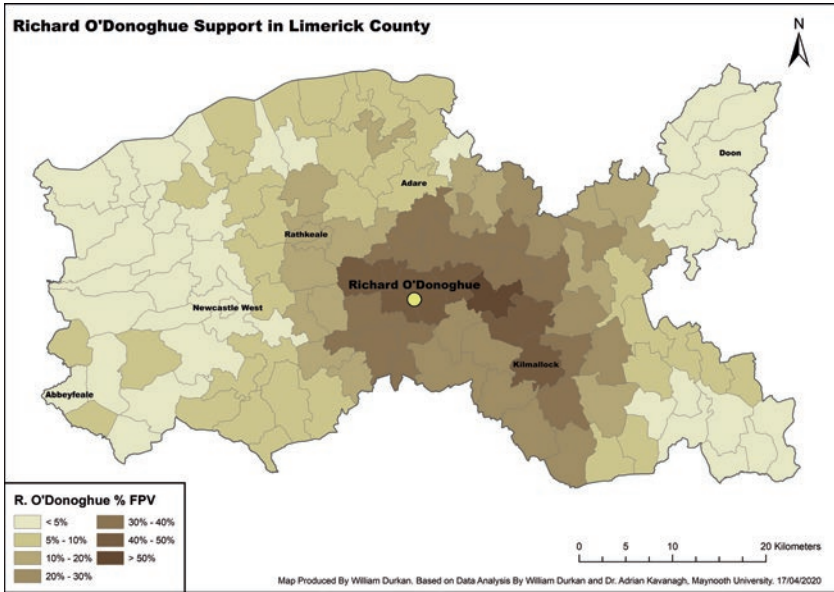 Richard O'Donoghue Support in Limerick County
N
Doon
Adare
Rathkeale
Richard O'Donoghue
Newcastle West
Kilmallock
Abbeyfeale
R. O'Donoghue % FPV
< 5%
5% - 10%
10% - 20%
20% - 30%
30% - 40%
40% - 50%
> 50%
0 5 10 20 Kilometers
Map Produced By William Durkan. Based on Data Analysis By William Durkan and Dr. Adrian Kavanagh, Maynooth University. 17/04/2020